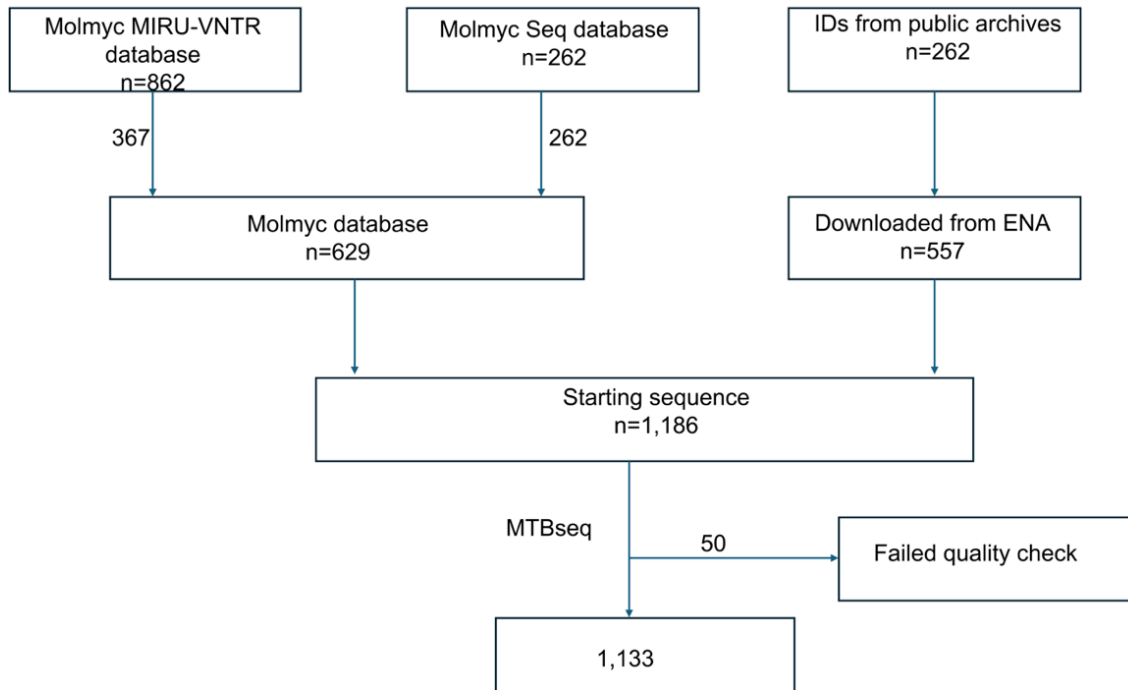 Molmyc MIRU-VNTR
database
n=862
Molmyc Seq database
n=262
IDs from public archives
n=262
367
262
Molmyc database
n=629
Downloaded from ENA
n=557
Starting sequence
n=1,186
MTBseq
50
Failed quality check
1,133